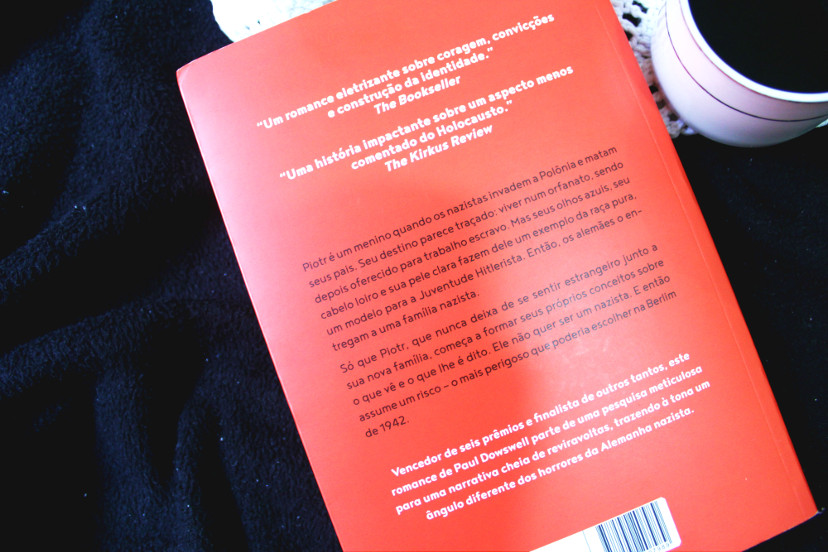 “Um romance eletrizante sobre coragem, convicções
e construção da identidade.”
The Bookseller
“Uma história impactante sobre um aspecto menos
comentado do Holocausto.”
The Kirkus Review
Piotr é um menino quando os nazistas invadem a Polônia e matam
seus pais. Seu destino parece traçado: viver num orfanato, sendo
depois oferecido para trabalho escravo. Mas seus olhos azuis, seu
cabelo loiro e sua pele clara fazem dele um exemplo da raça pura,
um modelo para a Juventude Hitlerista. Então, os alemães o en-
tregam a uma família nazista.
Só que Piotr, que nunca deixa de se sentir estrangeiro junto a
sua nova família, começa a formar seus próprios conceitos sobre
o que vê e o que lhe é dito. Ele não quer ser um nazista. E então
assume um risco – o mais perigoso que poderia escolher na Berlim
de 1942.
Vencedor de seis prêmios e finalista de outros tantos, este
romance de Paul Dowswell parte de uma pesquisa meticulosa
para uma narrativa cheia de reviravoltas, trazendo à tona um
ângulo diferente dos horrores da Alemanha nazista.